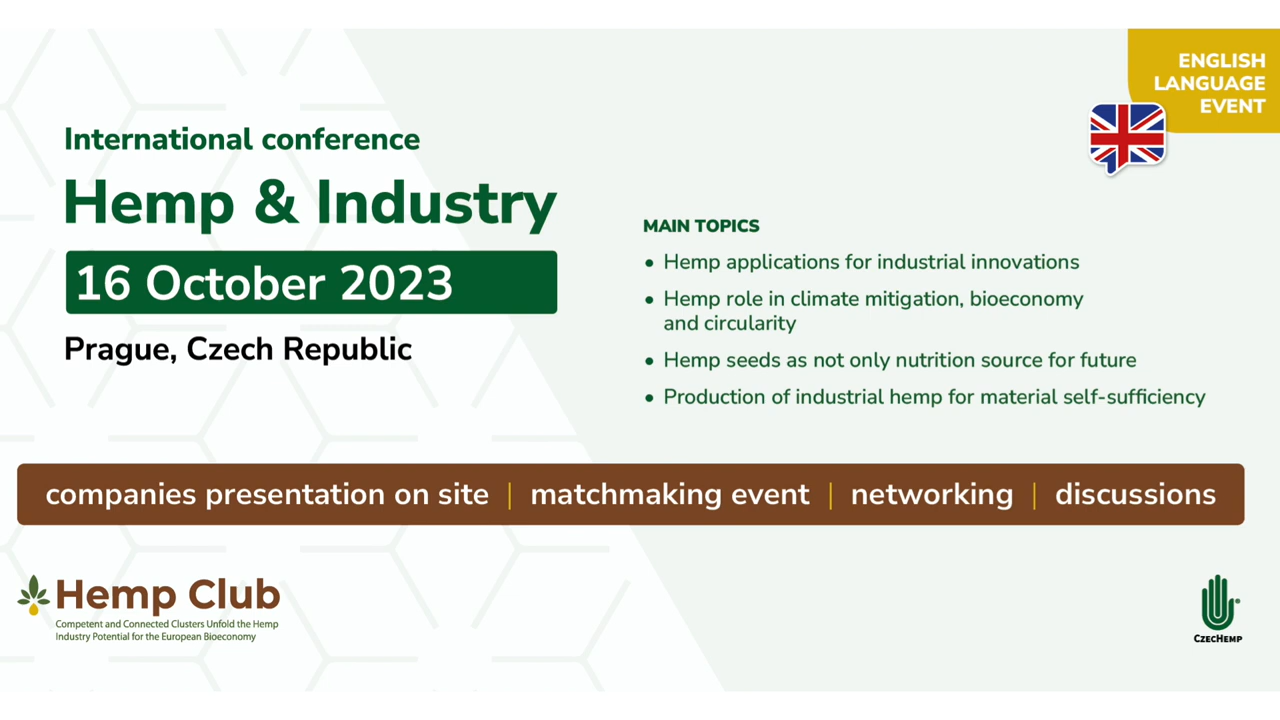 ENGLISH
LANGUAGE
EVENT
International conference
Hemp & Industry
16 October 2023
Prague, Czech Republic
MAIN TOPICS
• Hemp applications for industrial innovations
• Hemp role in climate mitigation, bioeconomy
and circularity
• Hemp seeds as not only nutrition source for future
• Production of industrial hemp for material self-sufficiency
companies presentation on site | matchmaking event | networking | discussions
Hemp Club
Competent and Connected Clusters Unfold the Hemp
Industry Potential for the European Bioeconomy
®
CZECHEMP